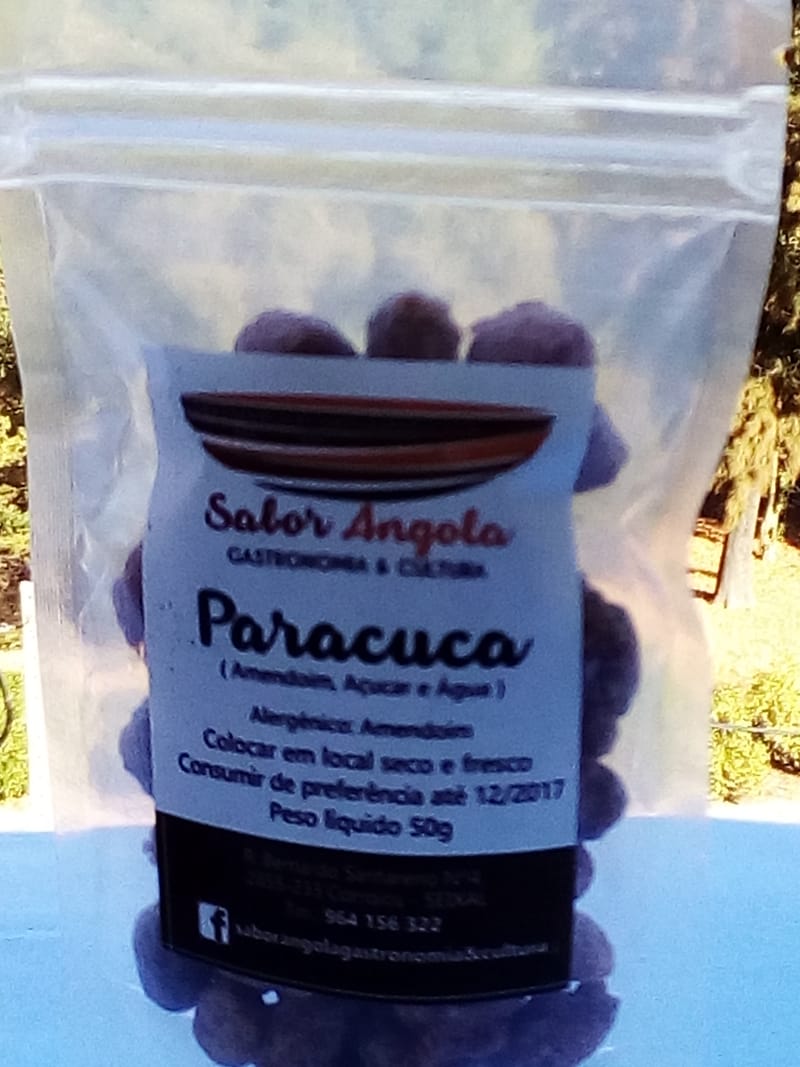 Sabor Angola
GASTRONOMIA & CULTURA
Paracuca
( Amendoim, Açucar e Água )
Alergénico: Amendoim
Colocar em local seco e fresco
Consumir de preferência até 12/2017
Peso líquido 50g
SEIXAL
964 156 322
saborangolagastronomia&cultura